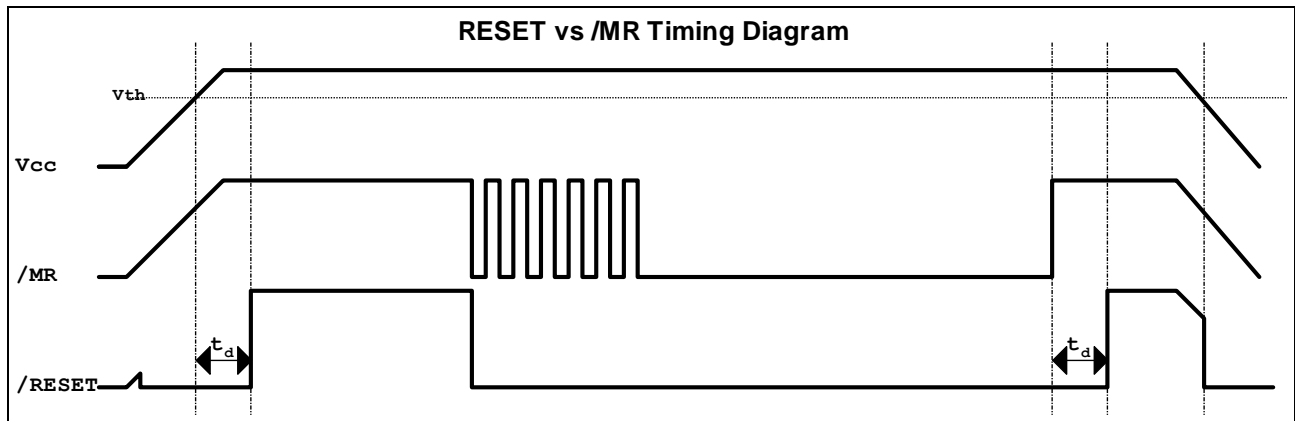 RESET vs /MR Timing Diagram
Vth
Vcc
/MR
td
td
/RESET